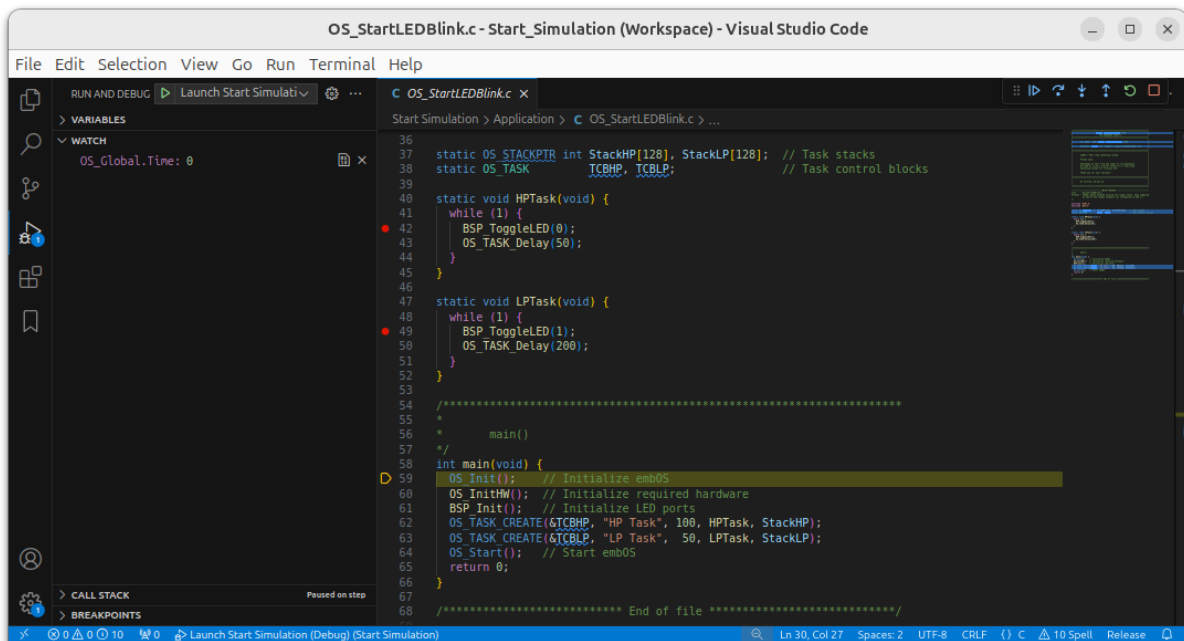 OS_StartLEDBlink.c - Start_Simulation (Workspace) - Visual Studio Code
File Edit Selection View Go Run Terminal Help
RUN AND DEBUG Launch Start Simulati
VARIABLES
WATCH
OS_Global.Time: 0
C OS_StartLEDBlink.c
Start Simulation > Application > C OS_StartLEDBlink.c > ...
36
37 static OS_STACKPTR int StackHP[128], StackLP[128]; // Task stacks
38 static OS_TASK TCBHP, TCBLP; // Task control blocks
39
40 static void HPTask(void) {
41 while (1) {
42 BSP_ToggleLED(0);
43 OS_TASK_Delay(50);
44 }
45 }
46
47 static void LPTask(void) {
48 while (1) {
49 BSP_ToggleLED(1);
50 OS_TASK_Delay(200);
51 }
52 }
53
54 /*********************************************************************
55 *
56 * main()
57 */
58 int main(void) {
59 OS_Init(); // Initialize embOS
60 OS_InitHW(); // Initialize required hardware
61 BSP_Init(); // Initialize LED ports
62 OS_TASK_CREATE(&TCBHP, "HP Task", 100, HPTask, StackHP);
63 OS_TASK_CREATE(&TCBLP, "LP Task", 50, LPTask, StackLP);
64 OS_Start(); // Start embOS
65 return 0;
66 }
67
68 /*************************** End of file ****************************/
CALL STACK Paused on step
BREAKPOINTS
1
1
0 0 10 0 Launch Start Simulation (Debug) (Start Simulation) Ln 30, Col 27 Spaces: 2 UTF-8 CRLF {} C 10 Spell Release